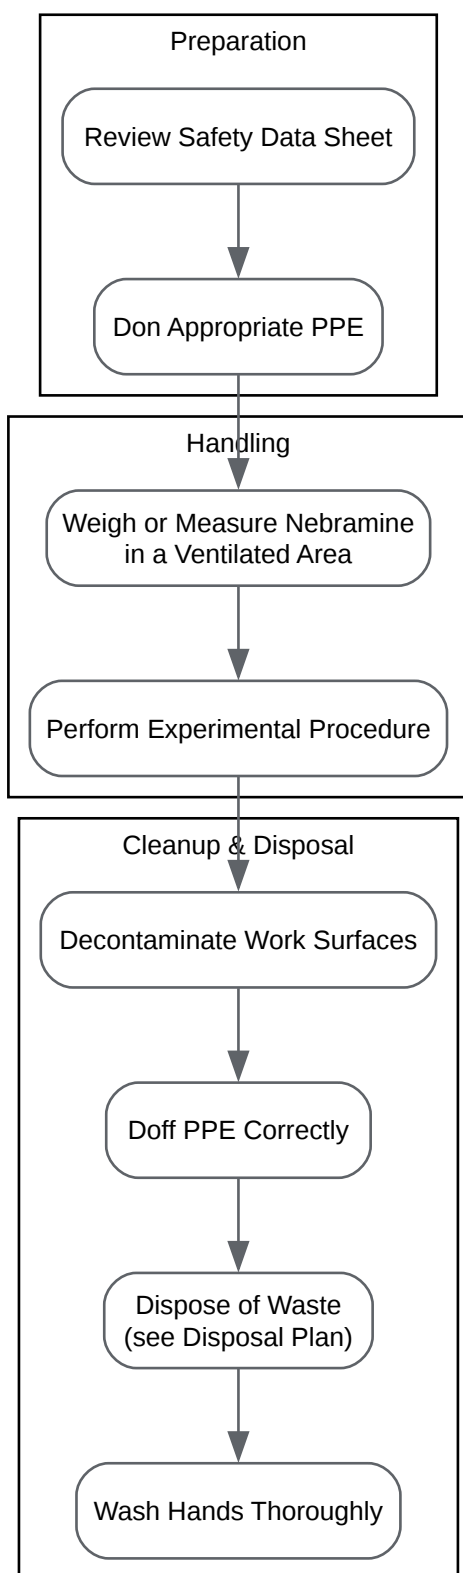 Preparation
Review Safety Data Sheet
Don Appropriate PPE
Handling
Weigh or Measure Nebramine
in a Ventilated Area
Perform Experimental Procedure
Cleanup & Disposal
Decontaminate Work Surfaces
Doff PPE Correctly
Dispose of Waste
(see Disposal Plan)
Wash Hands Thoroughly